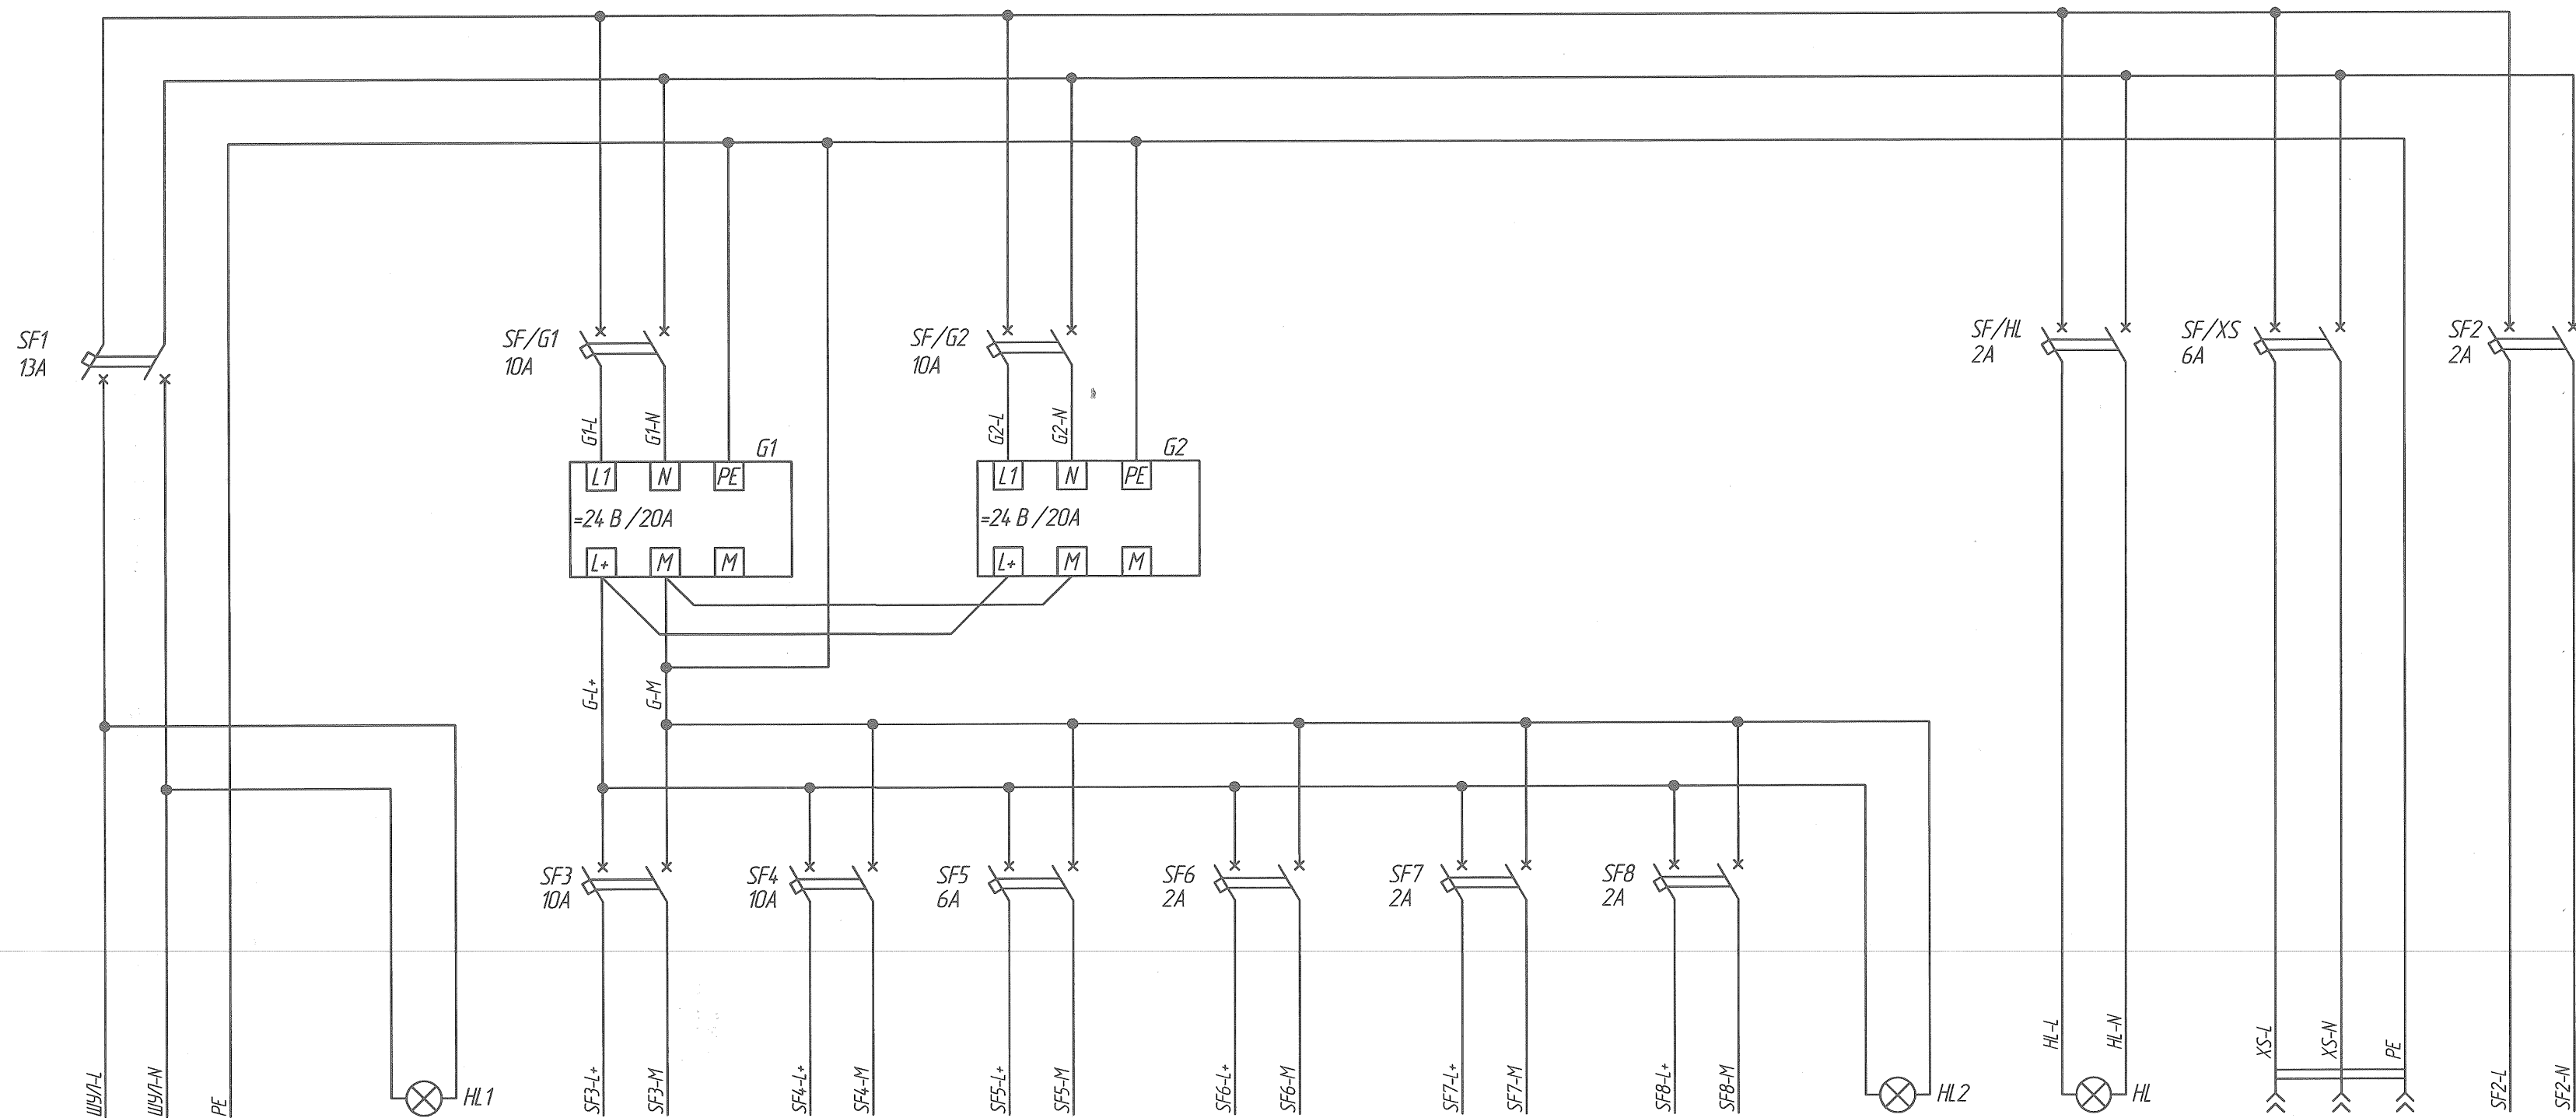 SF1
13A
SF/G1
10A
SF/G2
10A
SF/HL
2A
SF/XS
6A
SF2
2A
G1-L
G1-N
G2-L
G2-N
G1
L1 N PE
=24 В /20A
L+ M M
G2
L1 N PE
=24 В /20A
L+ M M
G-L+
G-M
SF3
10A
SF4
10A
SF5
6A
SF6
2A
SF7
2A
SF8
2A
ШУЛ-L
ШУЛ-N
PE
HL1
SF3-L+
SF3-M
SF4-L+
SF4-M
SF5-L+
SF5-M
SF6-L+
SF6-M
SF7-L+
SF7-M
SF8-L+
SF8-M
HL2
HL-L
HL-N
HL
XS-L
XS-N
PE
SF2-L
SF2-N